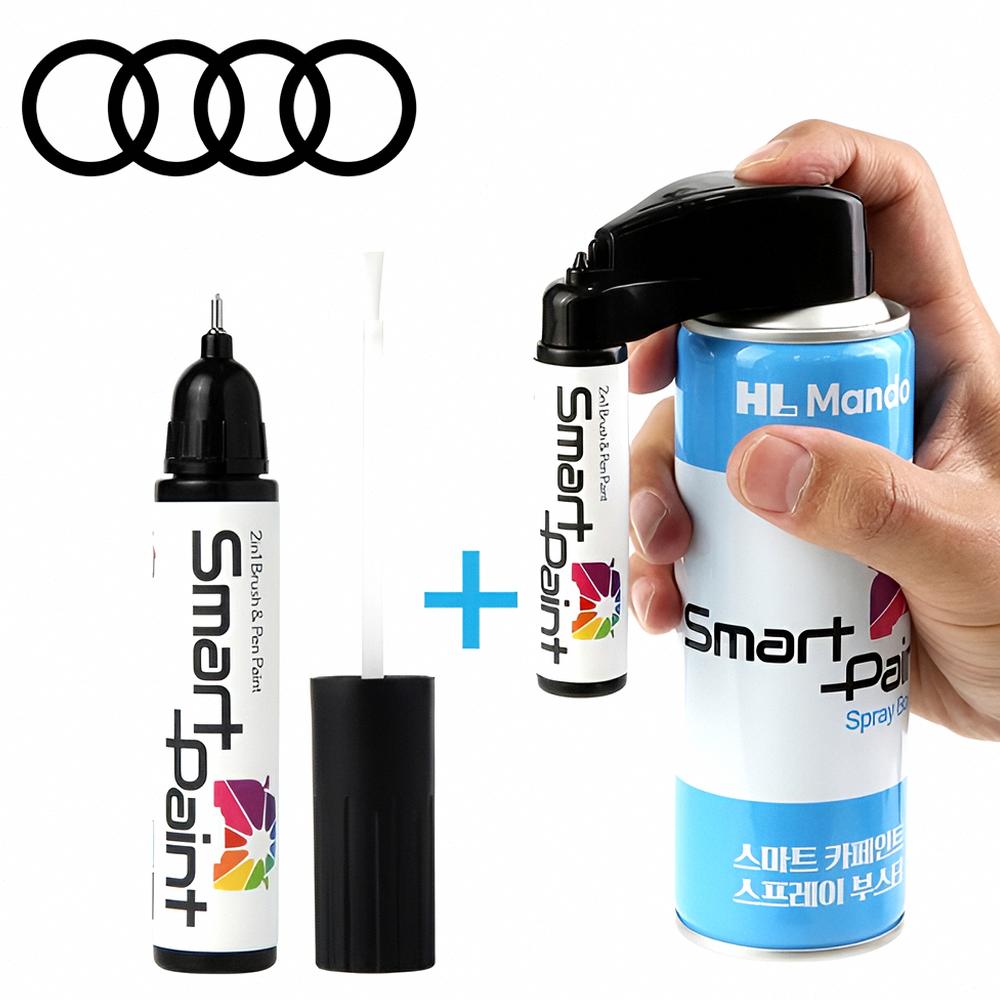 2in1 Brush & Pen Paint
Smart
Paint
+
2in1 Brush & Pen Paint
Smart
Paint
HL Mando
Smart
Pain
Spray Bo
스마트 카페인트
스프레이 부스터